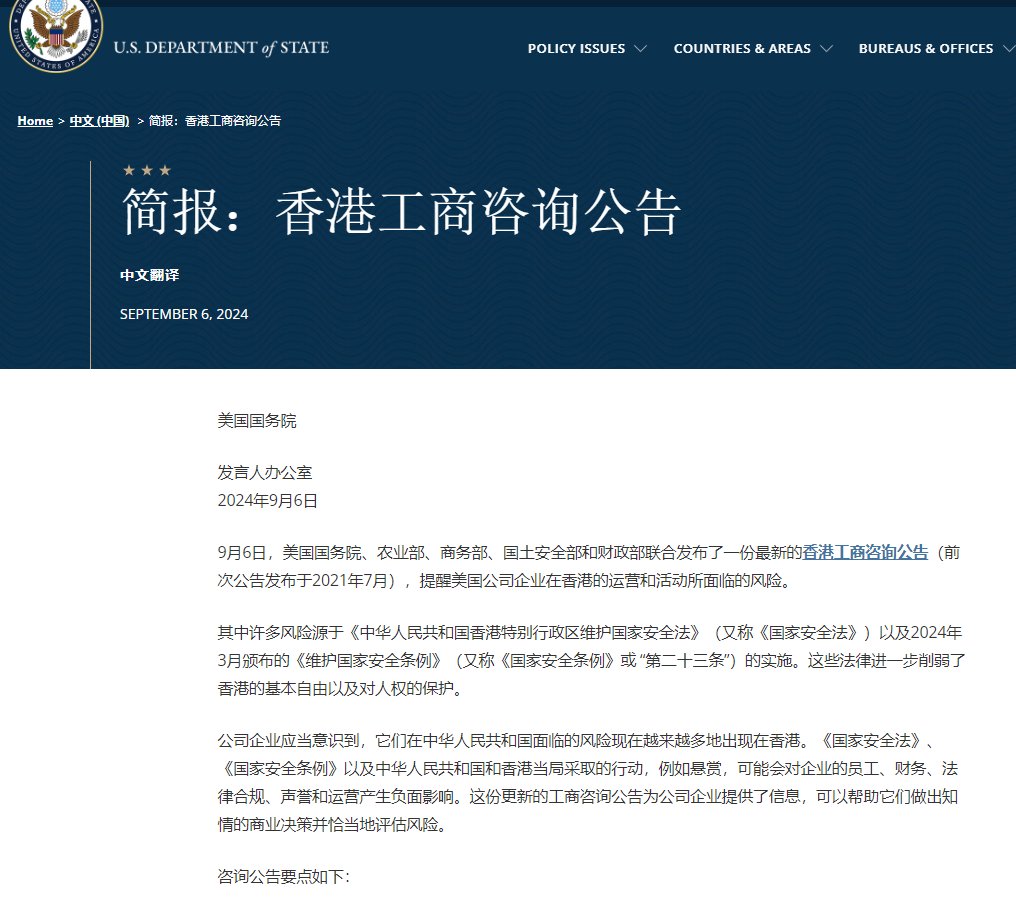 U.S. DEPARTMENT of STATE
POLICY ISSUES
COUNTRIES & AREAS
BUREAUS & OFFICES
Home > 中文 (中国) > 简报：香港工商咨询公告
简报：香港工商咨询公告
中文翻译
SEPTEMBER 6, 2024
美国国务院
发言人办公室
2024年9月6日
9月6日，美国国务院、农业部、商务部、国土安全部和财政部联合发布了一份最新的香港工商咨询公告（前
次公告发布于2021年7月），提醒美国公司企业在香港的运营和活动所面临的风险。
其中许多风险源于《中华人民共和国香港特别行政区维护国家安全法》（又称《国家安全法》）以及2024年
3月颁布的《维护国家安全条例》（又称《国家安全条例》或 “第二十三条”）的实施。这些法律进一步削弱了
香港的基本自由以及对人权的保护。
公司企业应当意识到，它们在中华人民共和国面临的风险现在越来越多地出现在香港。《国家安全法》、
《国家安全条例》以及中华人民共和国和香港当局采取的行动，例如悬赏，可能会对企业的员工、财务、法
律合规、声誉和运营产生负面影响。这份更新的工商咨询公告为公司企业提供了信息，可以帮助它们做出知
情的商业决策并恰当地评估风险。
咨询公告要点如下：